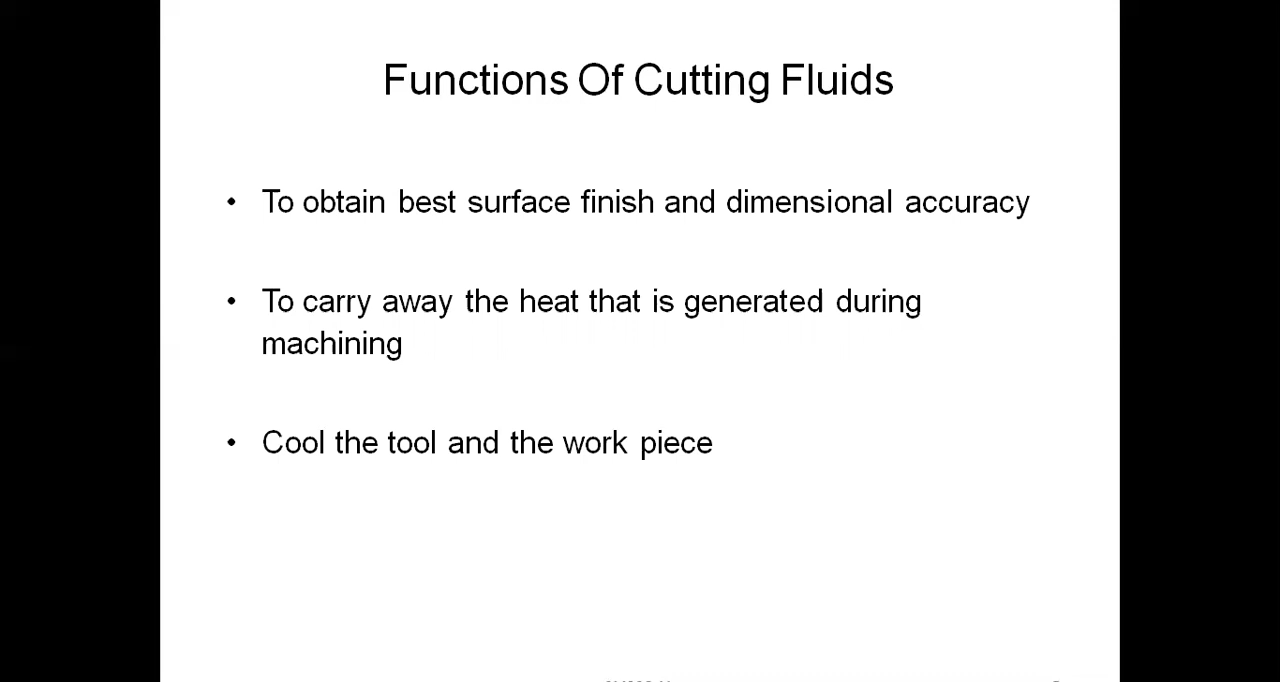 Functions Of Cutting Fluids
• To obtain best surface finish and dimensional accuracy
• To carry away the heat that is generated during
machining
• Cool the tool and the work piece